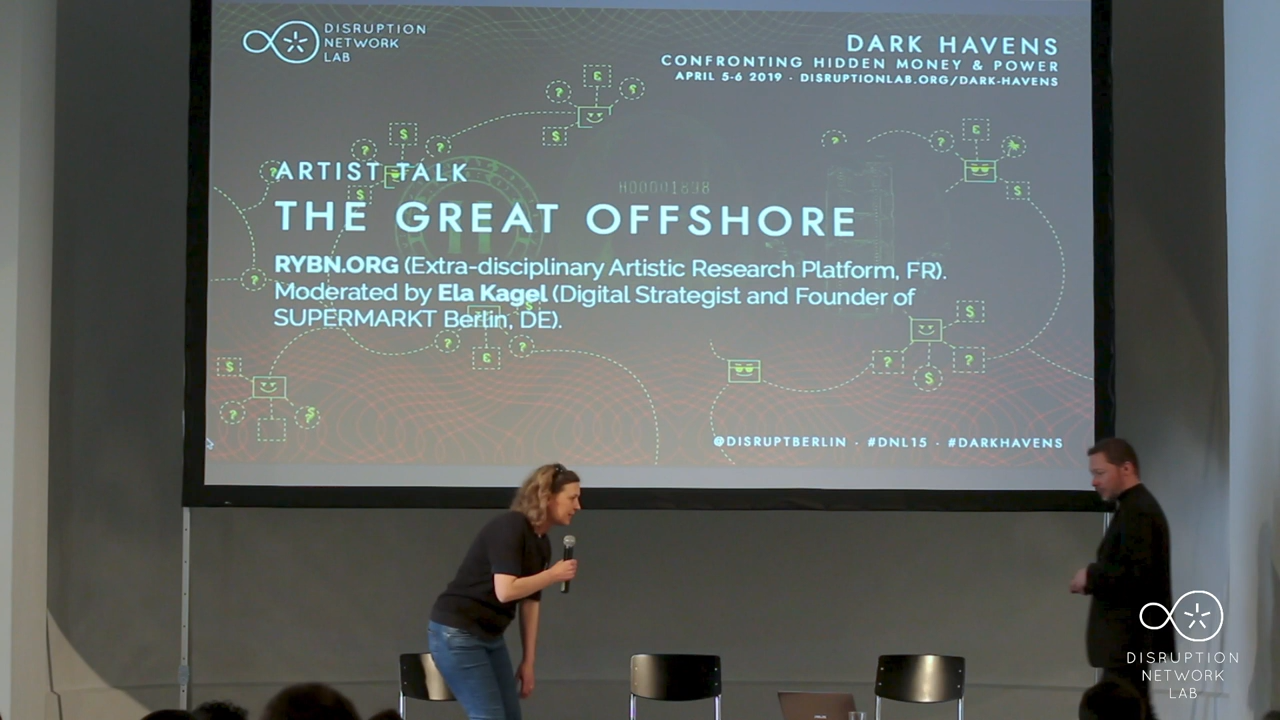 DISRUPTION
NETWORK
LAB
DARK HAVENS
CONFRONTING HIDDEN MONEY & POWER
APRIL 5-6 2019 · DISRUPTIONLAB.ORG/DARK-HAVENS
ARTIST TALK
H00001898
THE GREAT OFFSHORE
RYBN.ORG (Extra-disciplinary Artistic Research Platform, FR).
Moderated by Ela Kagel (Digital Strategist and Founder of
SUPERMARKT Berlin, DE).
@DISRUPTBERLIN · #DNL15 · #DARKHAVENS
DISRUPTION
NETWORK
LAB